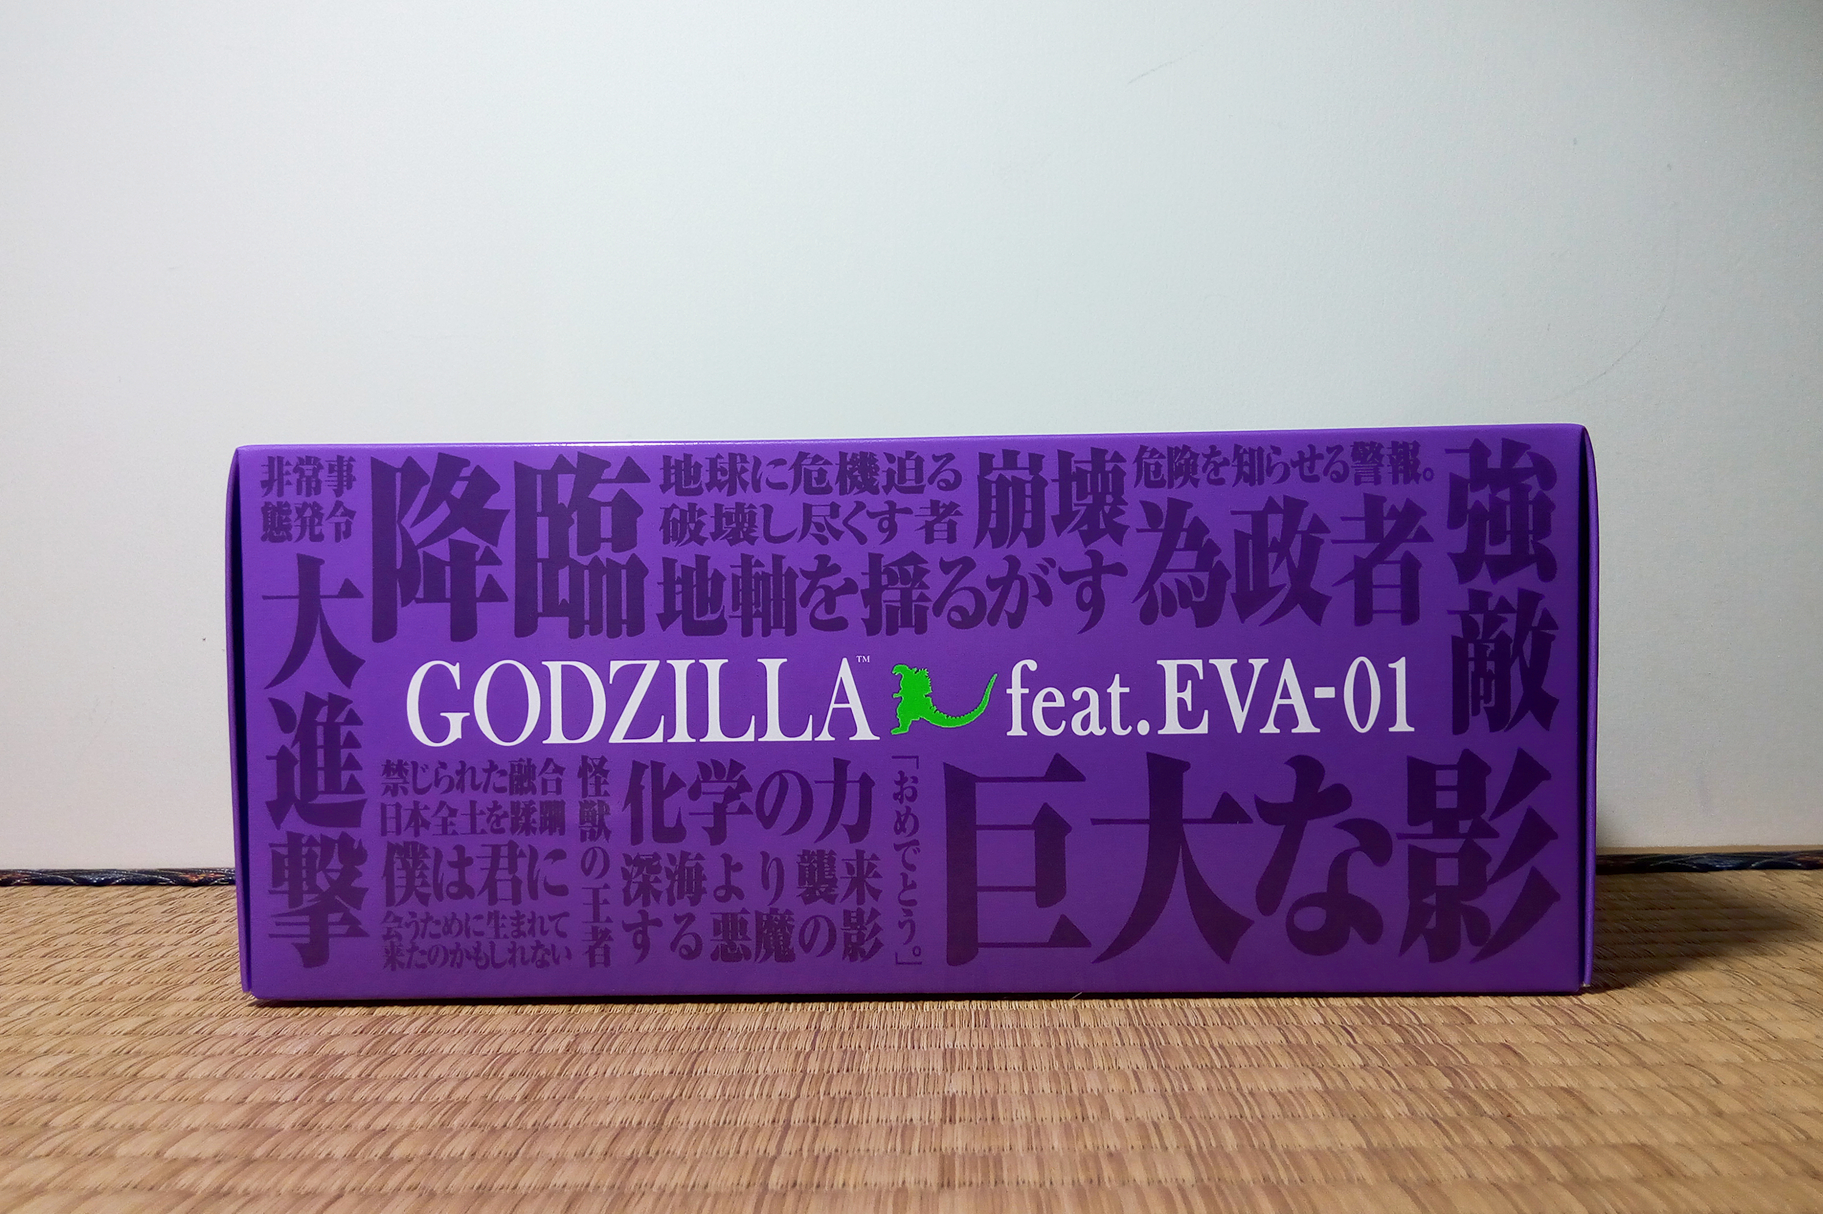 非常事
態発令
大進撃
降臨
地球に危機迫る
破壊し尽くす者
地軸を揺るがす
崩壊
危険を知らせる警報。
為政者
強敵
GODZILLA™ feat.EVA-01
禁じられた融合
日本全土を蹂躙
僕は君に
会うために生まれて
来たのかもしれない
怪獣の王者
化学の力
深海より襲来
する悪魔の影
「おめでとう。」
巨大な影